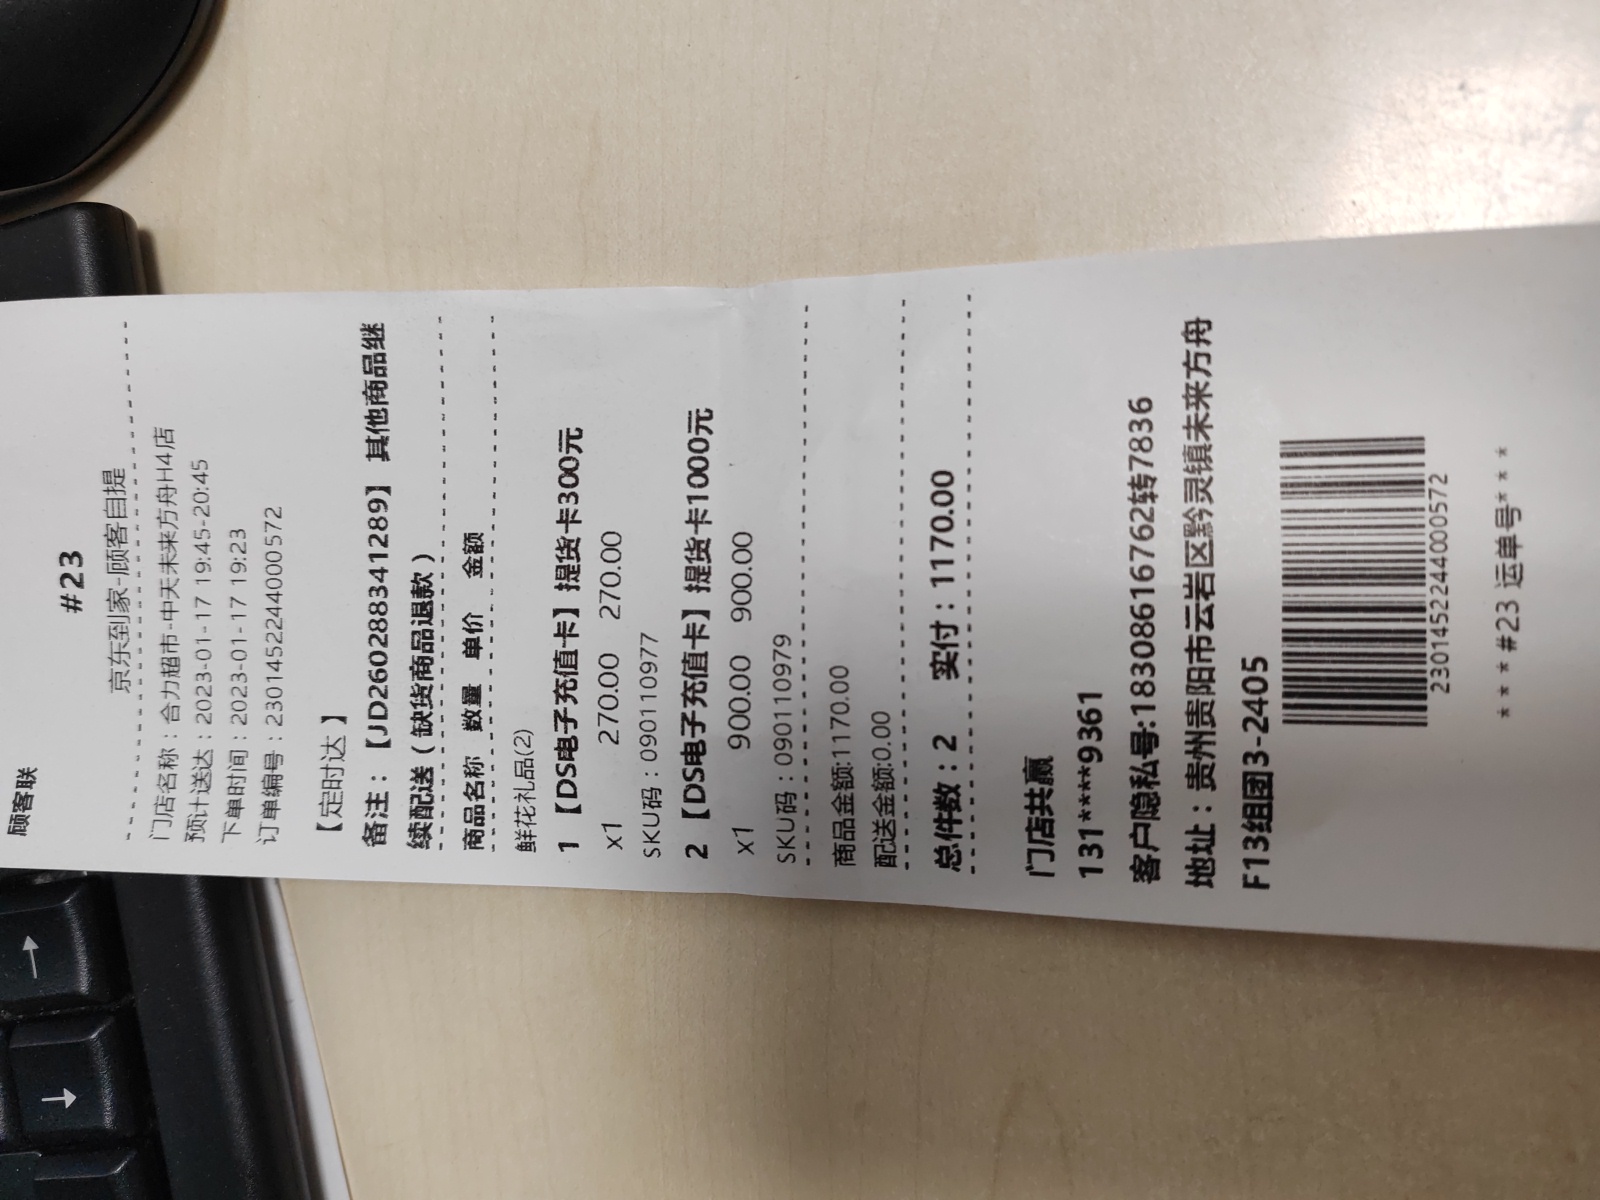 顾客联
#23
京东到家-顾客自提
门店名称：合力超市-中天未来方舟H4店
预计送达：2023-01-17 19:45-20:45
下单时间：2023-01-17 19:23
订单编号：2301452244000572
【定时达】
备注：【JD2602883412​89】 其他商品继
续配送（缺货商品退款）
商品名称 数量 单价 金额
鲜花礼品(2)
1 【DS电子充值卡】提货卡300元
x1 270.00 270.00
SKU码：090110977
2 【DS电子充值卡】提货卡1000元
x1 900.00 900.00
SKU码：090110979
商品金额:1170.00
配送金额:0.00
总件数：2 实付：1170.00
门店共赢
131****9361
客户隐私号:18308616762转7836
地址：贵州贵阳市云岩区黔灵镇未来方舟
F13组团3-2405
2301452244000572
****#23 运单号****